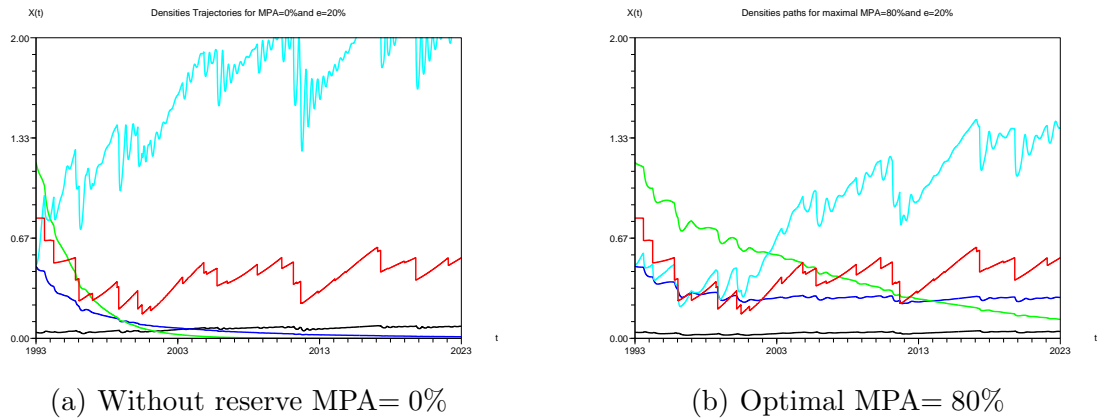 X(t)
Densities Trajectories for MPA=0%and e=20%
2.00
1.33
0.67
0.00
1993
2003
2013
2023
t
(a) Without reserve MPA= 0%
X(t)
Densities paths for maximal MPA=80%and e=20%
2.00
1.33
0.67
0.00
1993
2003
2013
2023
t
(b) Optimal MPA= 80%